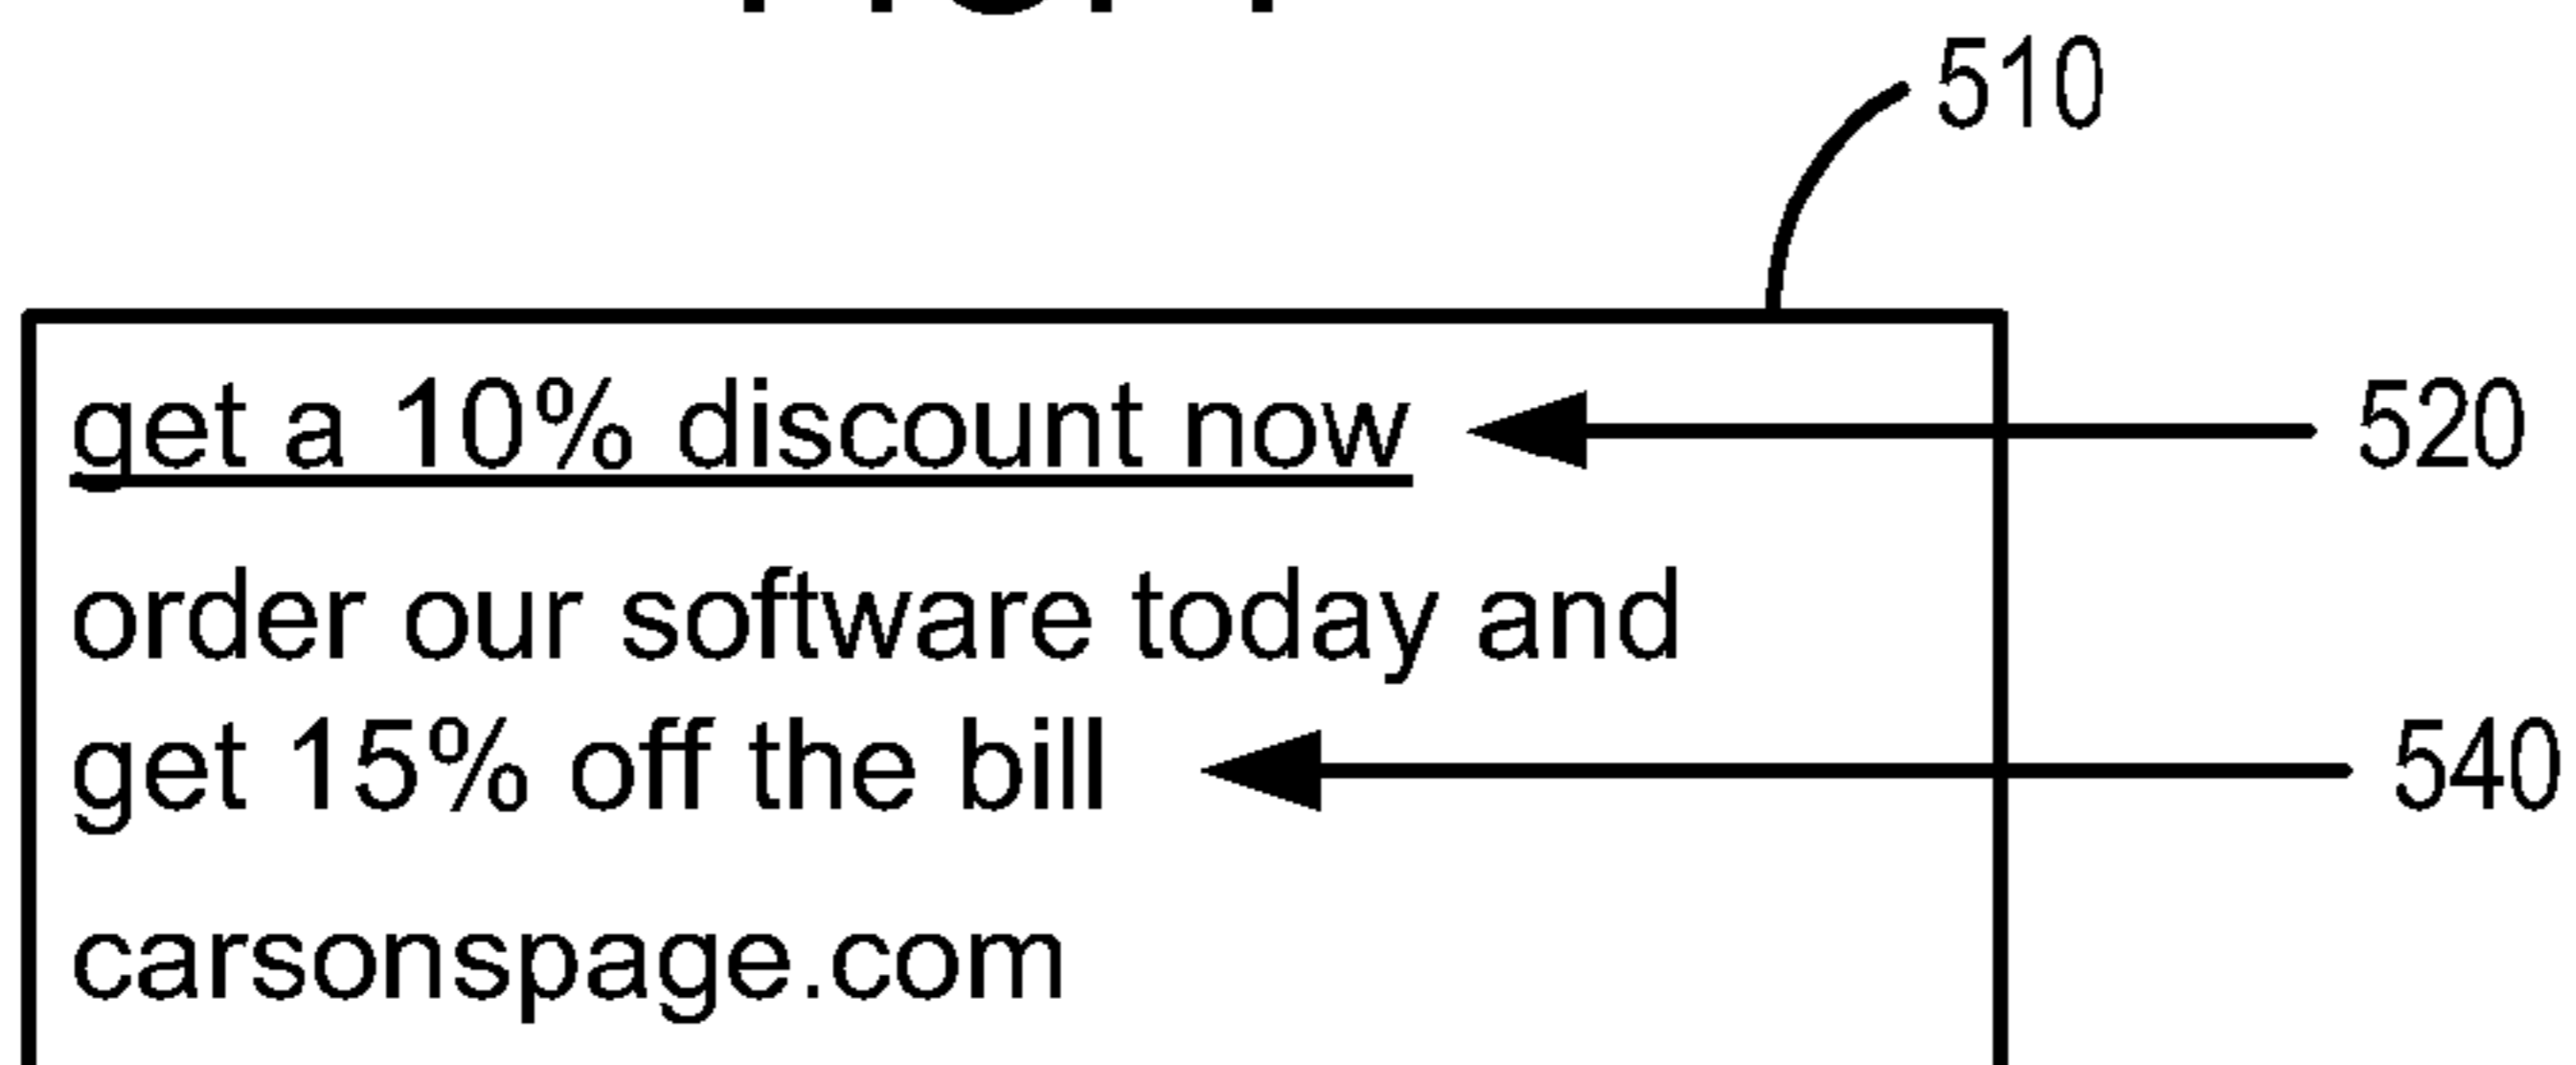 510
get a 10% discount now 520
order our software today and
get 15% off the bill 540
carsonspage.com